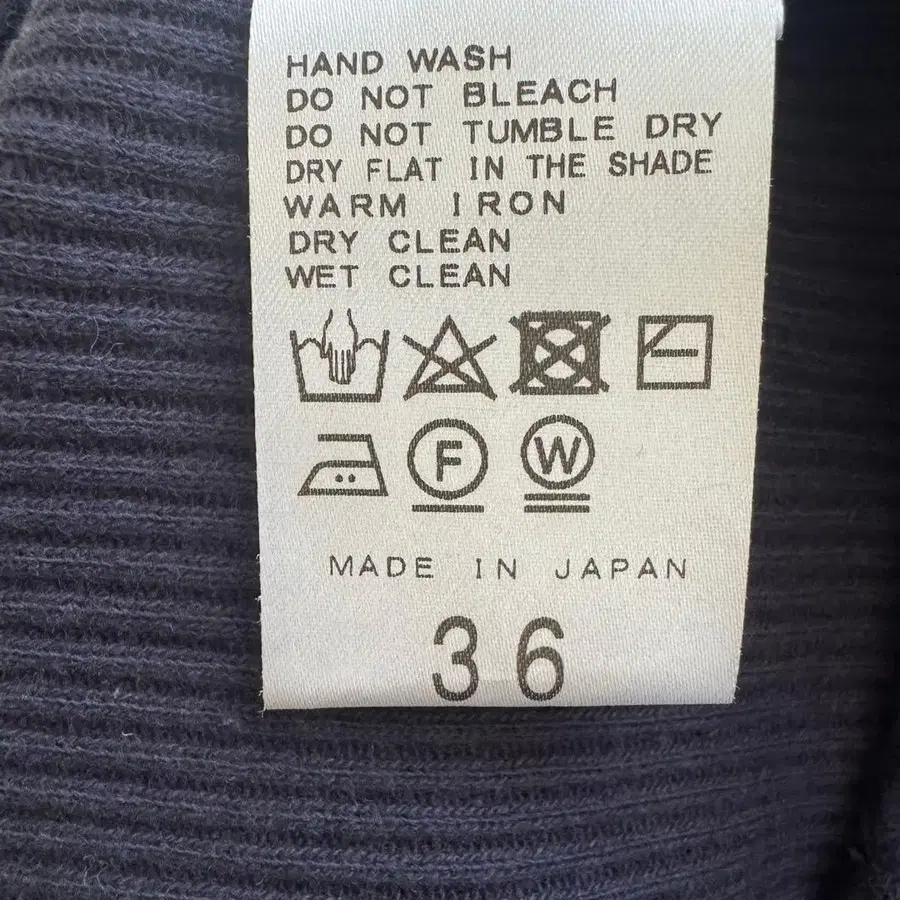 HAND WASH
DO NOT BLEACH
DO NOT TUMBLE DRY
DRY FLAT IN THE SHADE
WARM IRON
DRY CLEAN
WET CLEAN
F W
MADE IN JAPAN
36